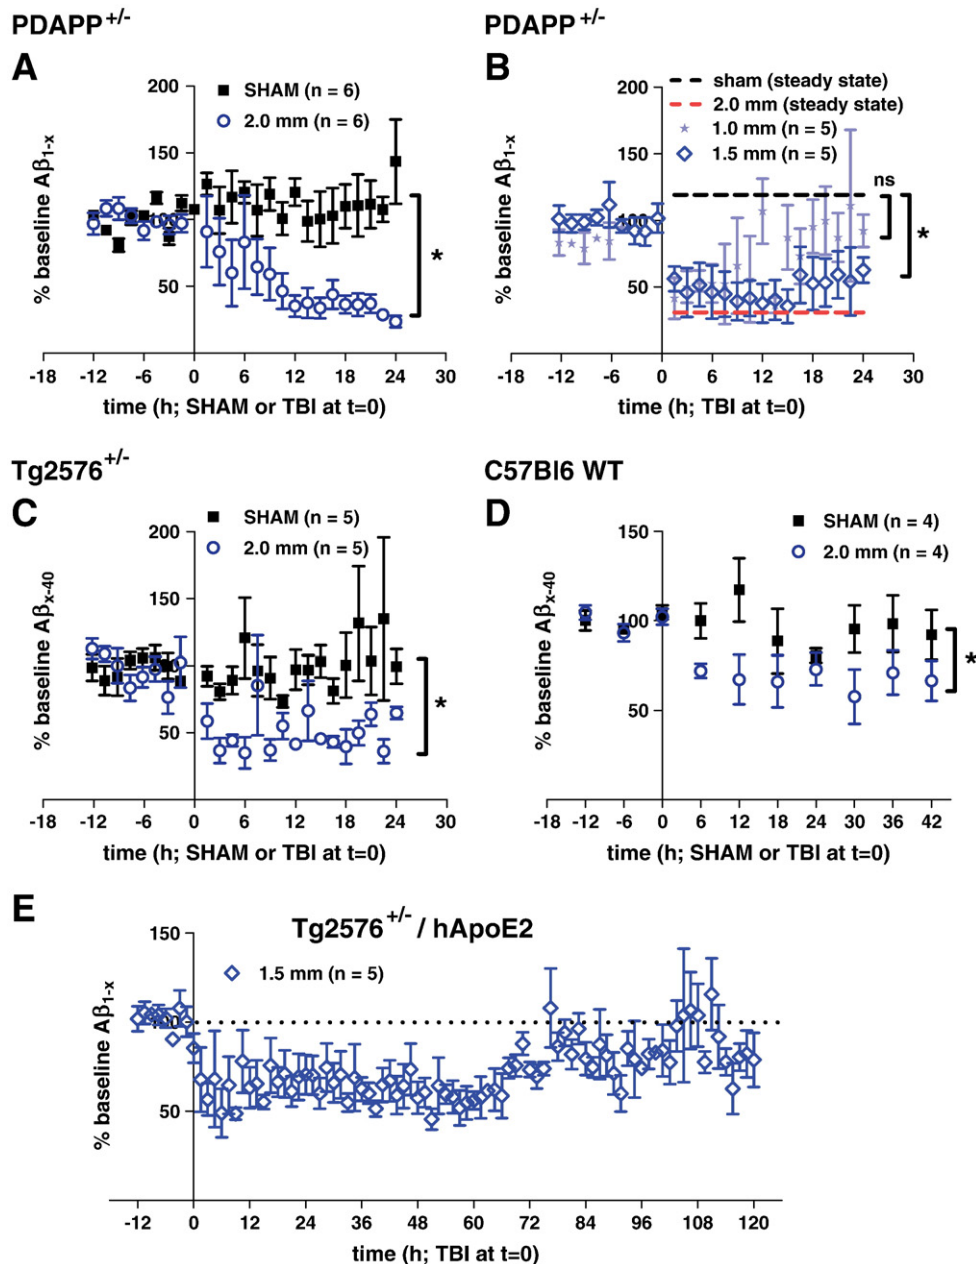 PDAPP+/-
A
% baseline Aβ1-x
200
150
100
50
SHAM (n = 6)
2.0 mm (n = 6)
*
-18 -12 -6 0 6 12 18 24 30
time (h; SHAM or TBI at t=0)
PDAPP+/-
B
% baseline Aβ1-x
200
150
100
50
sham (steady state)
2.0 mm (steady state)
1.0 mm (n = 5)
1.5 mm (n = 5)
ns
*
-18 -12 -6 0 6 12 18 24 30
time (h; TBI at t=0)
Tg2576+/-
C
% baseline Aβx-40
200
150
100
50
SHAM (n = 5)
2.0 mm (n = 5)
*
-18 -12 -6 0 6 12 18 24 30
time (h; SHAM or TBI at t=0)
C57Bl6 WT
D
% baseline Aβx-40
150
100
50
SHAM (n = 4)
2.0 mm (n = 4)
*
-18 -12 -6 0 6 12 18 24 30 36 42
time (h; SHAM or TBI at t=0)
E
Tg2576+/- / hApoE2
% baseline Aβ1-x
150
100
50
1.5 mm (n = 5)
-12 0 12 24 36 48 60 72 84 96 108 120
time (h; TBI at t=0)